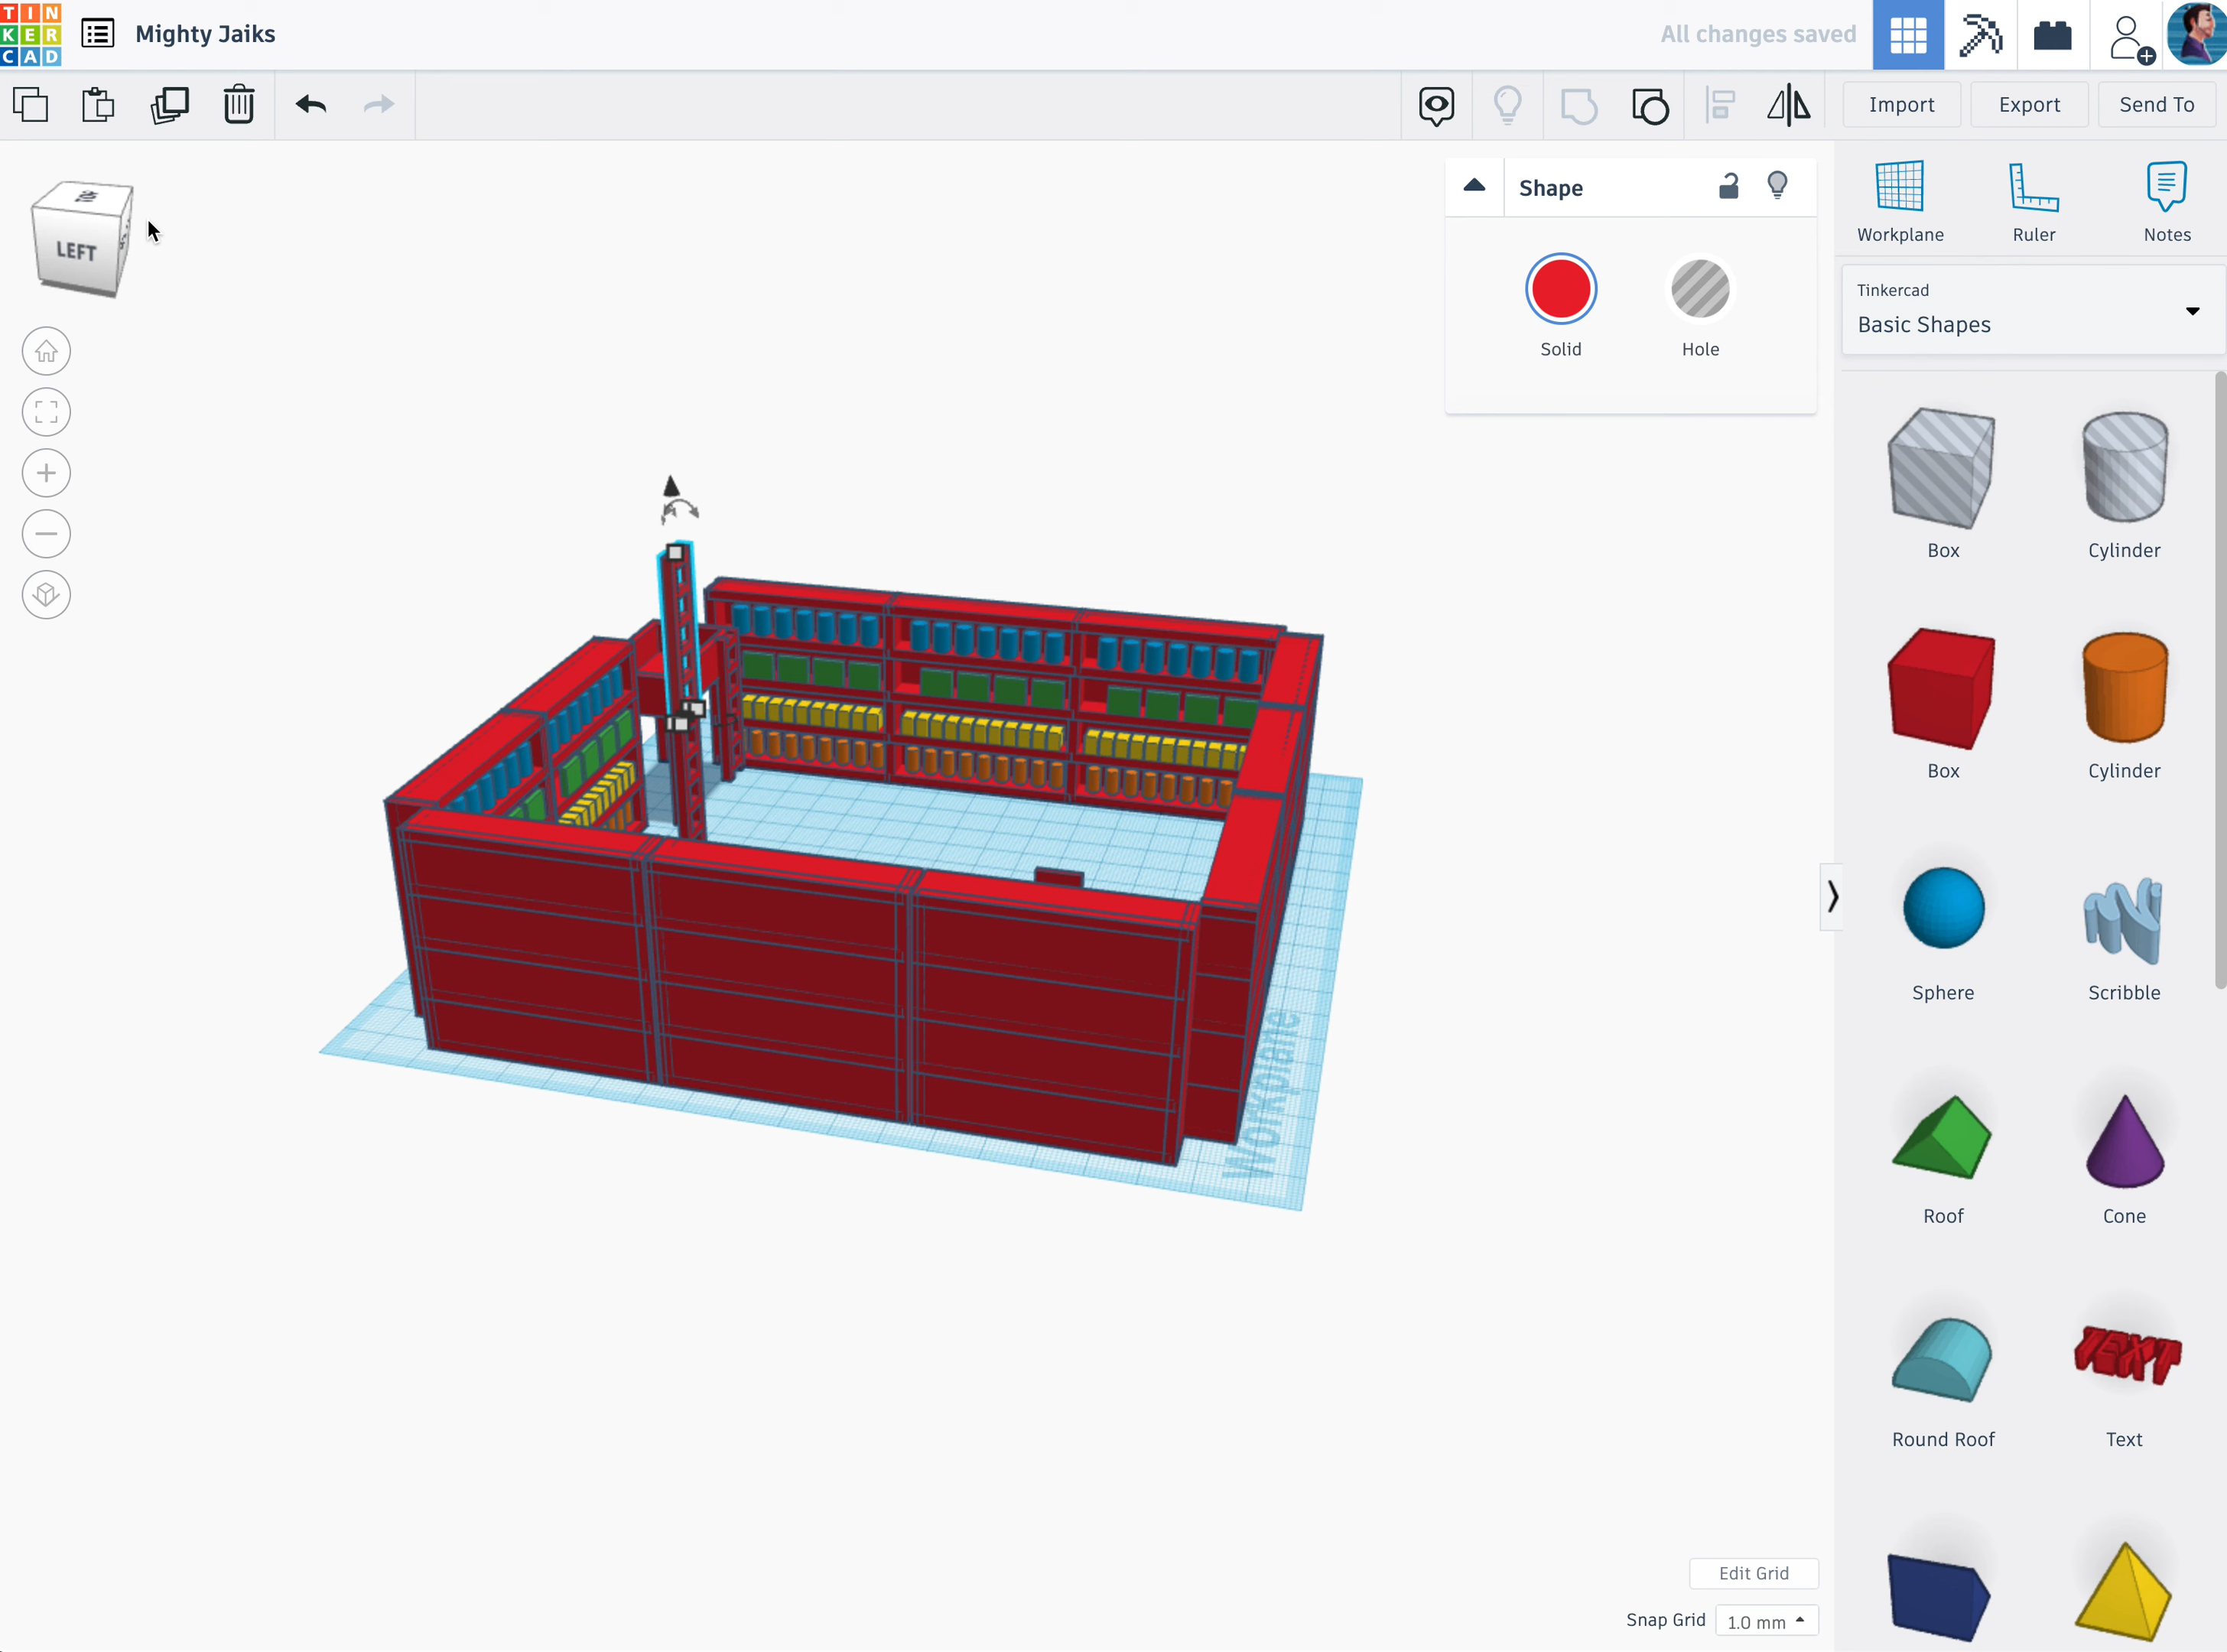 TIN
KER
CAD
Mighty Jaiks
All changes saved
Import
Export
Send To
LEFT
Shape
Solid
Hole
Workplane
Ruler
Notes
Tinkercad
Basic Shapes
Box
Cylinder
Box
Cylinder
Sphere
Scribble
Roof
Cone
Round Roof
Text
TEXT
Workplane
Edit Grid
Snap Grid
1.0 mm